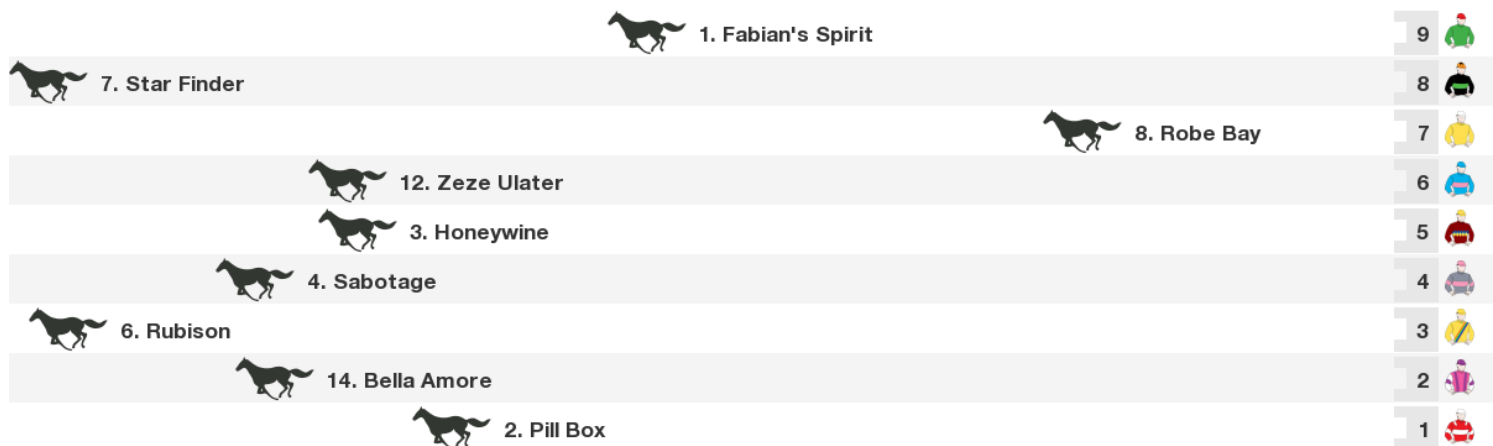 1. Fabian's Spirit 9
7. Star Finder 8
8. Robe Bay 7
12. Zeze Ulater 6
3. Honeywine 5
4. Sabotage 4
6. Rubison 3
14. Bella Amore 2
2. Pill Box 1